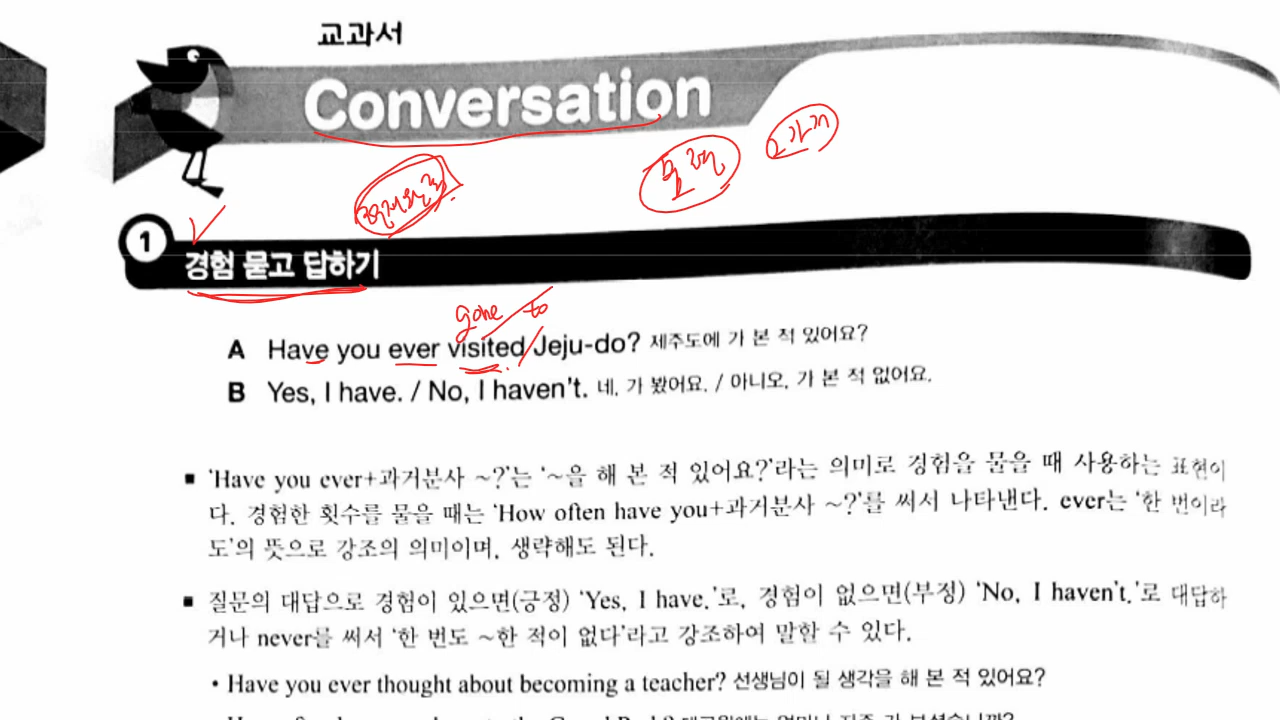 교과서
Conversation
현재완료
2가지
1
경험 묻고 답하기
gone to
A Have you ever visited Jeju-do? 제주도에 가 본 적 있어요?
B Yes, I have. / No, I haven't. 네, 가 봤어요. / 아니오, 가 본 적 없어요.
▪ 'Have you ever+과거분사 ~?'는 '~을 해 본 적 있어요?'라는 의미로 경험을 물을 때 사용하는 표현이
다. 경험한 횟수를 물을 때는 'How often have you+과거분사 ~?'를 써서 나타낸다. ever는 '한 번이라
도'의 뜻으로 강조의 의미이며, 생략해도 된다.
▪ 질문의 대답으로 경험이 있으면(긍정) 'Yes, I have.'로, 경험이 없으면(부정) 'No, I haven't.'로 대답하
거나 never를 써서 '한 번도 ~한 적이 없다'라고 강조하여 말할 수 있다.
• Have you ever thought about becoming a teacher? 선생님이 될 생각을 해 본 적 있어요?